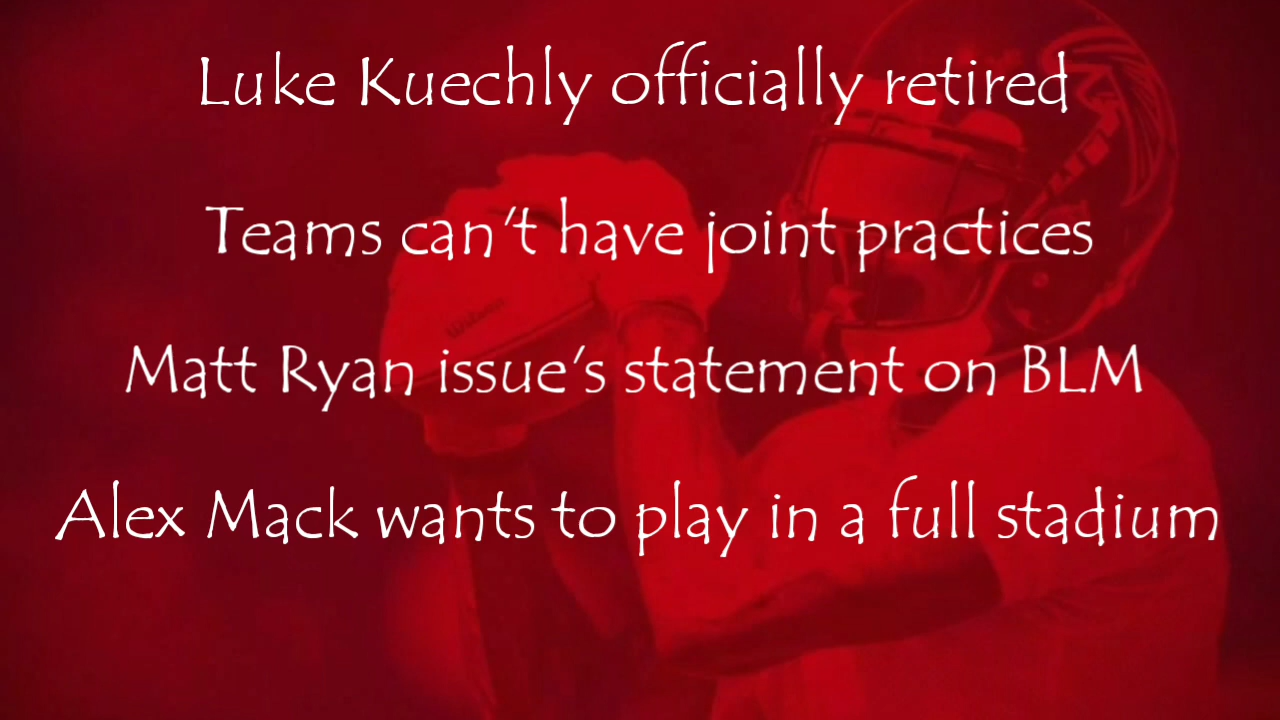 Luke Kuechly officially retired
Teams can't have joint practices
Matt Ryan issue's statement on BLM
Alex Mack wants to play in a full stadium